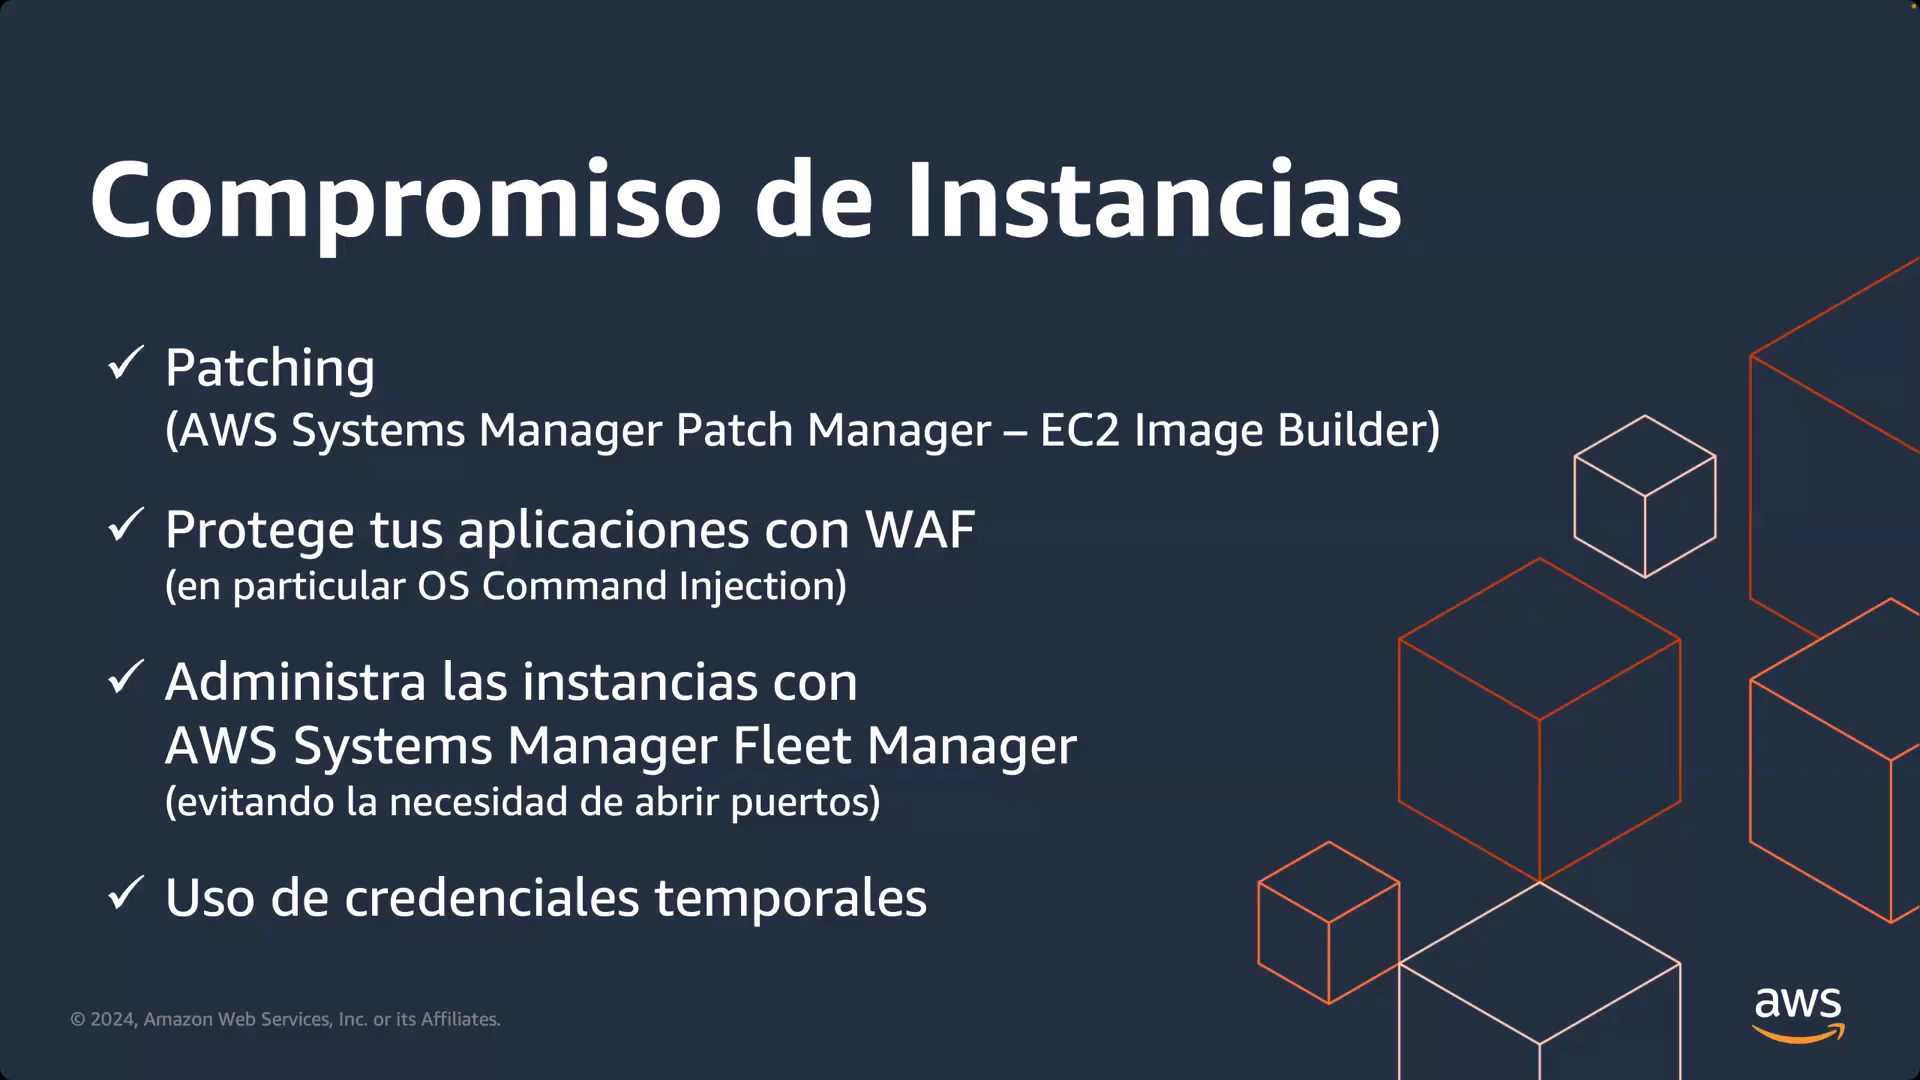 Compromiso de Instancias
✓ Patching
(AWS Systems Manager Patch Manager – EC2 Image Builder)
✓ Protege tus aplicaciones con WAF
(en particular OS Command Injection)
✓ Administra las instancias con
AWS Systems Manager Fleet Manager
(evitando la necesidad de abrir puertos)
✓ Uso de credenciales temporales
© 2024, Amazon Web Services, Inc. or its Affiliates.
aws